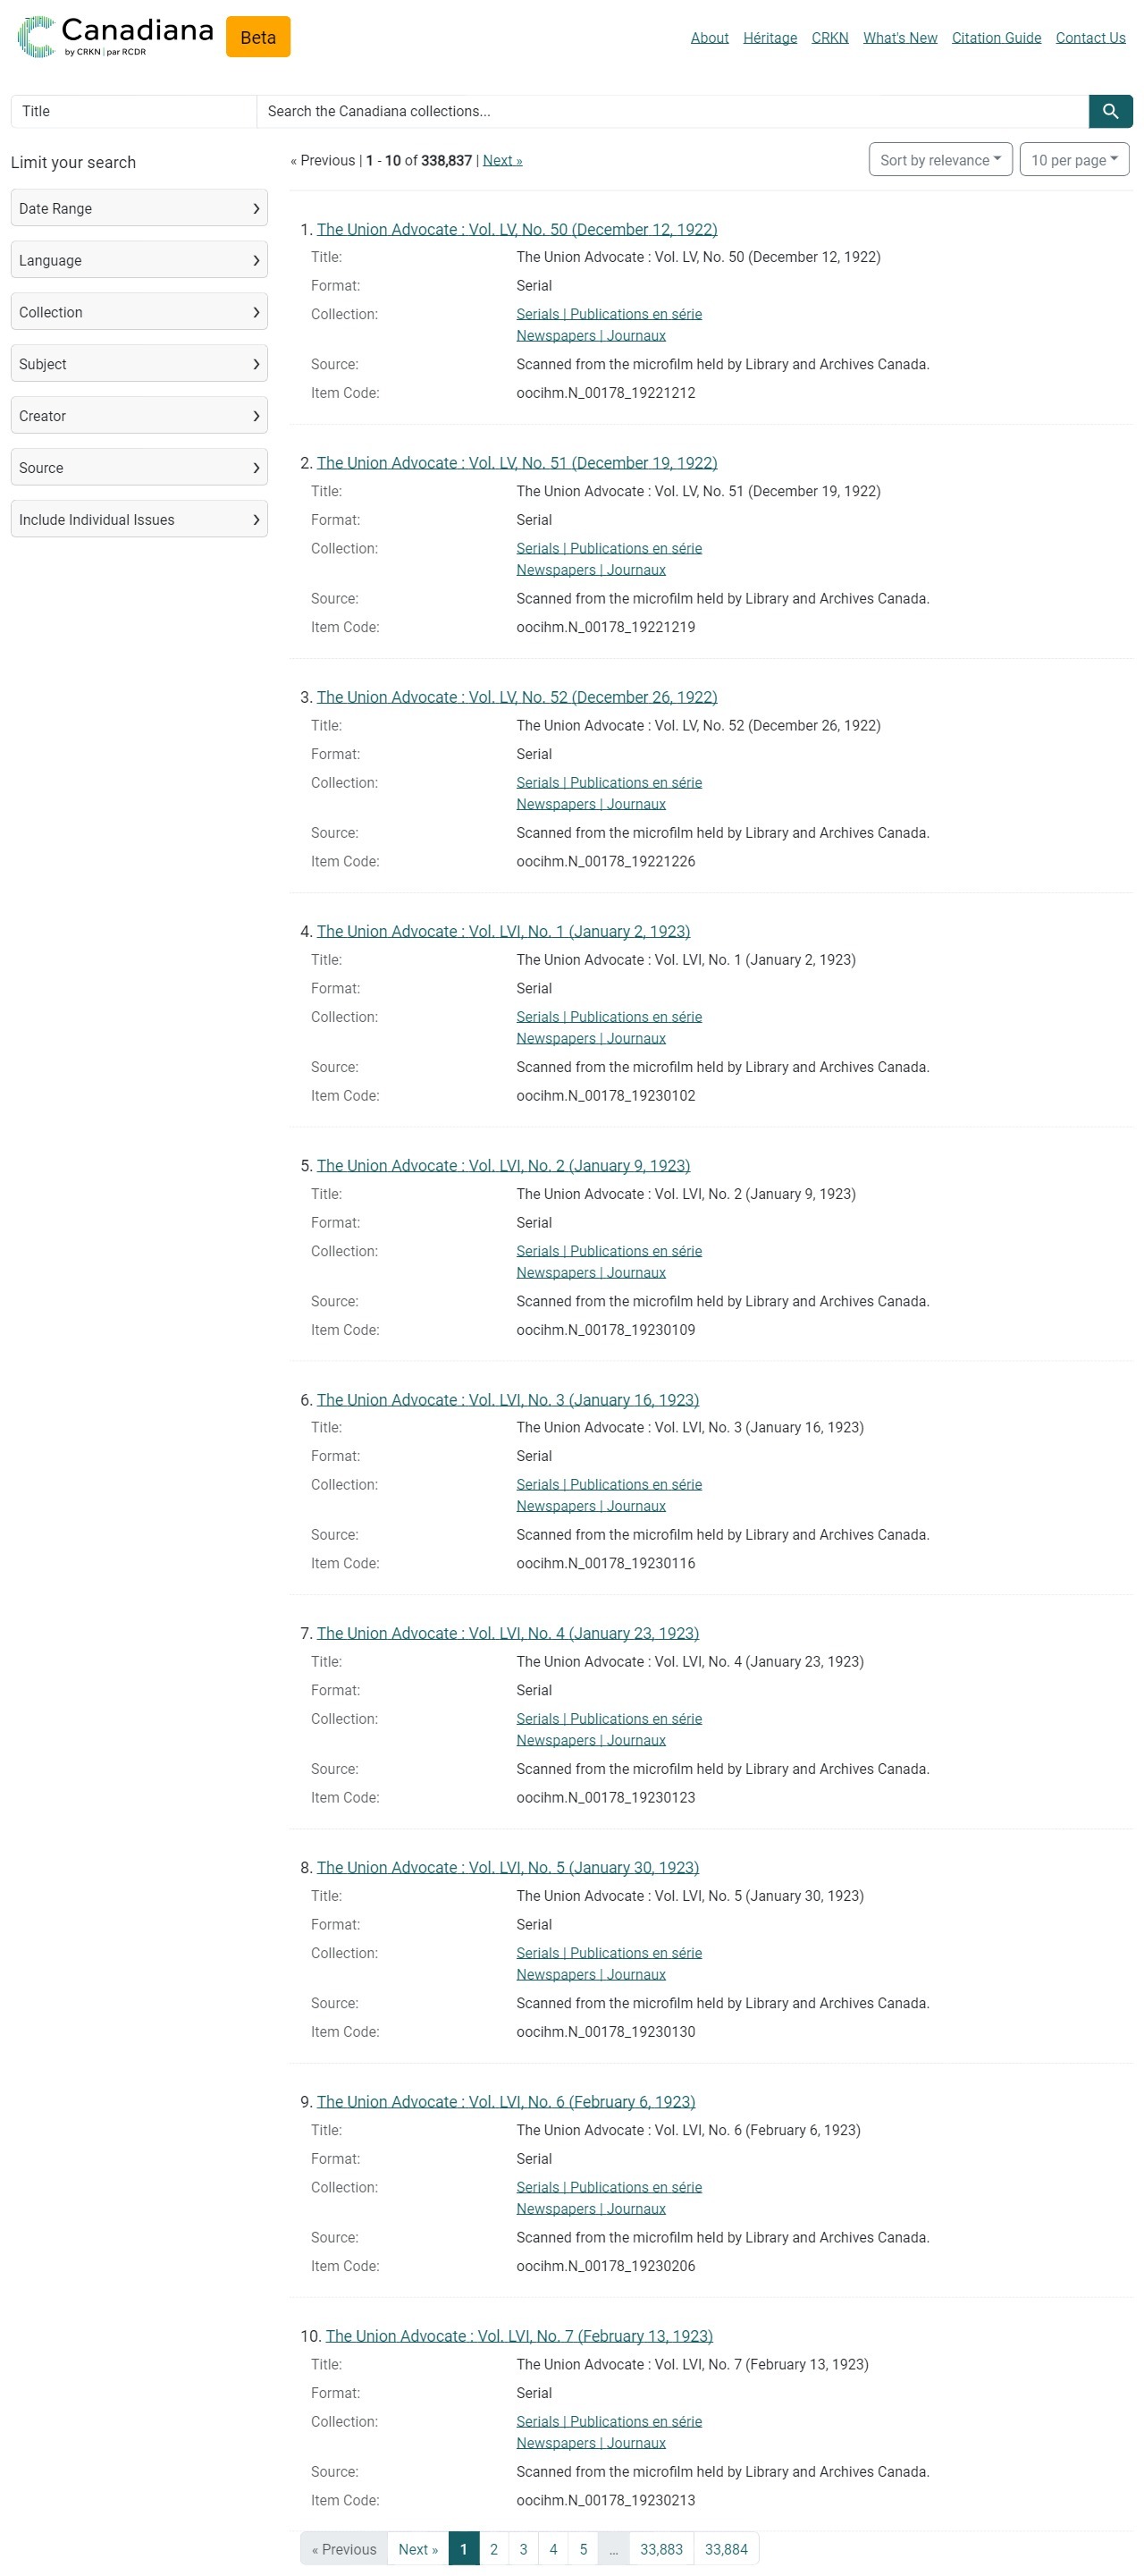 Canadiana
by CRKN | par RCDR
Beta
About Héritage CRKN What's New Citation Guide Contact Us
Title Search the Canadiana collections...
Limit your search
Date Range
Language
Collection
Subject
Creator
Source
Include Individual Issues
« Previous | 1 - 10 of 338,837 | Next »
Sort by relevance 10 per page
1. The Union Advocate : Vol. LV, No. 50 (December 12, 1922)
Title: The Union Advocate : Vol. LV, No. 50 (December 12, 1922)
Format: Serial
Collection: Serials | Publications en série
Newspapers | Journaux
Source: Scanned from the microfilm held by Library and Archives Canada.
Item Code: oocihm.N_00178_19221212
2. The Union Advocate : Vol. LV, No. 51 (December 19, 1922)
Title: The Union Advocate : Vol. LV, No. 51 (December 19, 1922)
Format: Serial
Collection: Serials | Publications en série
Newspapers | Journaux
Source: Scanned from the microfilm held by Library and Archives Canada.
Item Code: oocihm.N_00178_19221219
3. The Union Advocate : Vol. LV, No. 52 (December 26, 1922)
Title: The Union Advocate : Vol. LV, No. 52 (December 26, 1922)
Format: Serial
Collection: Serials | Publications en série
Newspapers | Journaux
Source: Scanned from the microfilm held by Library and Archives Canada.
Item Code: oocihm.N_00178_19221226
4. The Union Advocate : Vol. LVI, No. 1 (January 2, 1923)
Title: The Union Advocate : Vol. LVI, No. 1 (January 2, 1923)
Format: Serial
Collection: Serials | Publications en série
Newspapers | Journaux
Source: Scanned from the microfilm held by Library and Archives Canada.
Item Code: oocihm.N_00178_19230102
5. The Union Advocate : Vol. LVI, No. 2 (January 9, 1923)
Title: The Union Advocate : Vol. LVI, No. 2 (January 9, 1923)
Format: Serial
Collection: Serials | Publications en série
Newspapers | Journaux
Source: Scanned from the microfilm held by Library and Archives Canada.
Item Code: oocihm.N_00178_19230109
6. The Union Advocate : Vol. LVI, No. 3 (January 16, 1923)
Title: The Union Advocate : Vol. LVI, No. 3 (January 16, 1923)
Format: Serial
Collection: Serials | Publications en série
Newspapers | Journaux
Source: Scanned from the microfilm held by Library and Archives Canada.
Item Code: oocihm.N_00178_19230116
7. The Union Advocate : Vol. LVI, No. 4 (January 23, 1923)
Title: The Union Advocate : Vol. LVI, No. 4 (January 23, 1923)
Format: Serial
Collection: Serials | Publications en série
Newspapers | Journaux
Source: Scanned from the microfilm held by Library and Archives Canada.
Item Code: oocihm.N_00178_19230123
8. The Union Advocate : Vol. LVI, No. 5 (January 30, 1923)
Title: The Union Advocate : Vol. LVI, No. 5 (January 30, 1923)
Format: Serial
Collection: Serials | Publications en série
Newspapers | Journaux
Source: Scanned from the microfilm held by Library and Archives Canada.
Item Code: oocihm.N_00178_19230130
9. The Union Advocate : Vol. LVI, No. 6 (February 6, 1923)
Title: The Union Advocate : Vol. LVI, No. 6 (February 6, 1923)
Format: Serial
Collection: Serials | Publications en série
Newspapers | Journaux
Source: Scanned from the microfilm held by Library and Archives Canada.
Item Code: oocihm.N_00178_19230206
10. The Union Advocate : Vol. LVI, No. 7 (February 13, 1923)
Title: The Union Advocate : Vol. LVI, No. 7 (February 13, 1923)
Format: Serial
Collection: Serials | Publications en série
Newspapers | Journaux
Source: Scanned from the microfilm held by Library and Archives Canada.
Item Code: oocihm.N_00178_19230213
« Previous Next » 1 2 3 4 5 … 33,883 33,884